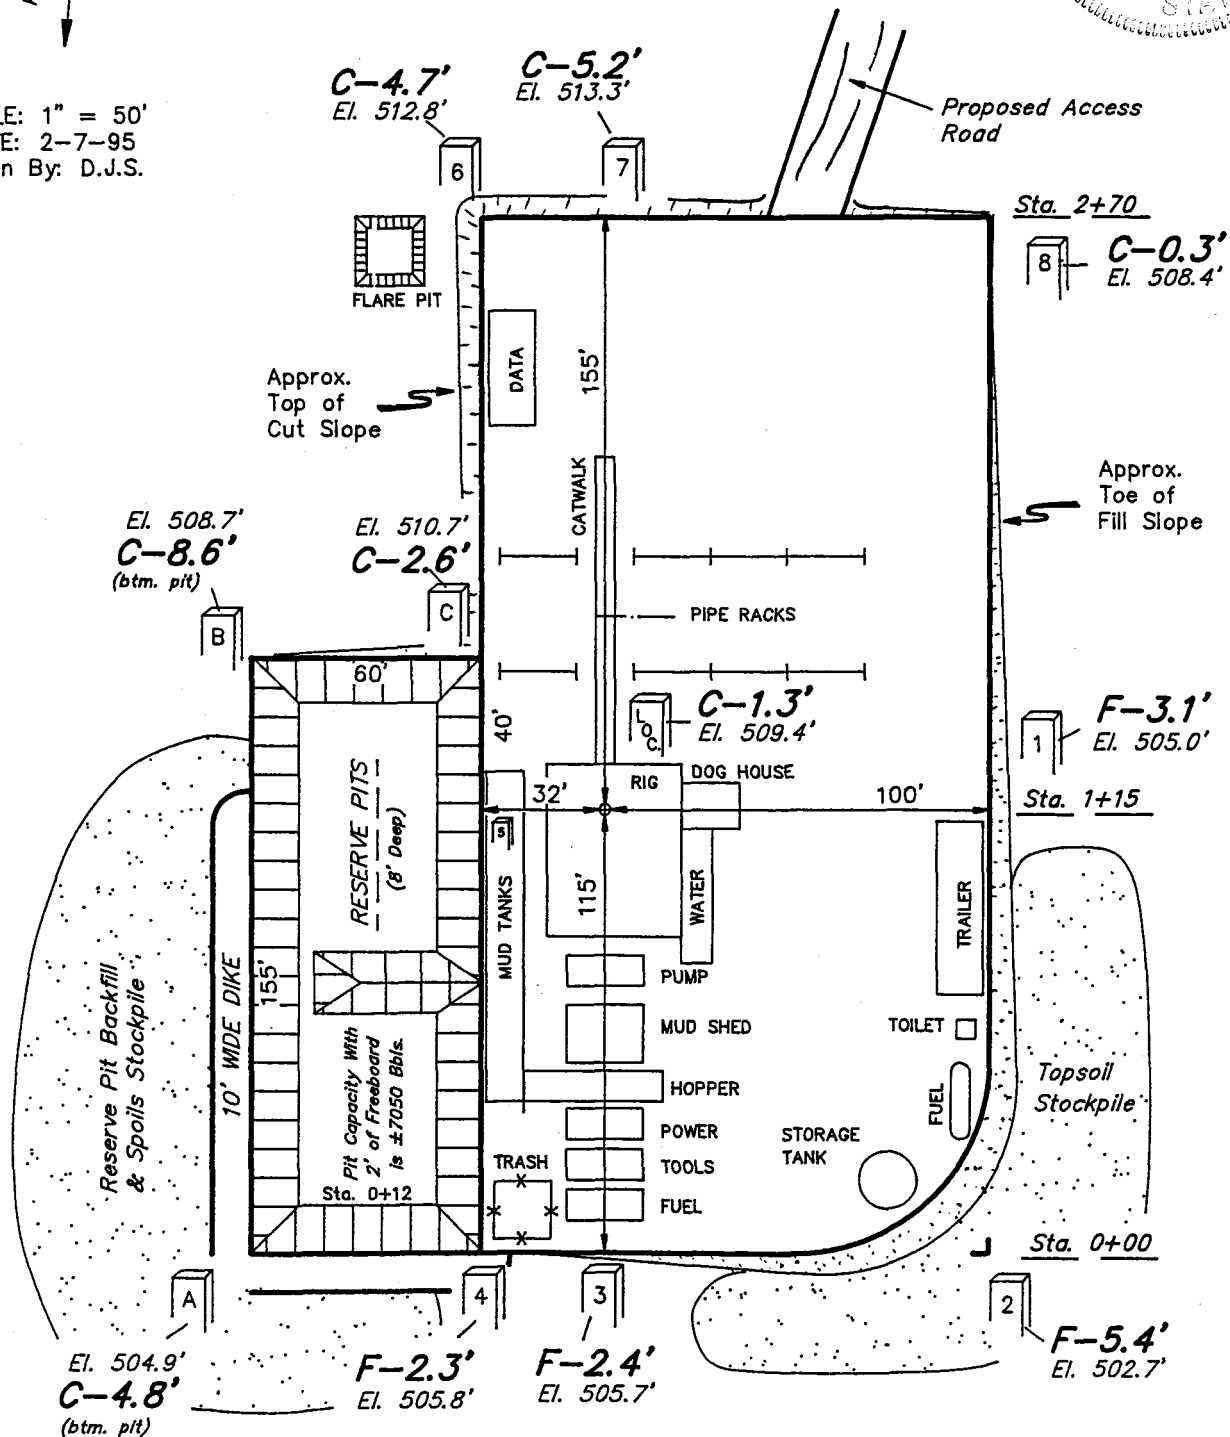 C-5.2'
El. 513.3'
C-4.7'
El. 512.8'
LE: 1" = 50'
E: 2-7-95
n By: D.J.S.
Proposed Access
Road
6
7
Sta. 2+70
8
C-0.3'
El. 508.4'
FLARE PIT
DATA
155'
Approx.
Top of
Cut Slope
CATWALK
Approx.
Toe of
Fill Slope
El. 508.7'
C-8.6'
(btm. pit)
El. 510.7'
C-2.6'
B
C
PIPE RACKS
60'
40'
LOC.
C-1.3'
El. 509.4'
1
F-3.1'
El. 505.0'
RIG
DOG HOUSE
32'
100'
Sta. 1+15
5
RESERVE PITS
(8' Deep)
MUD TANKS
115'
WATER
TRAILER
Reserve Pit Backfill
& Spoils Stockpile
10' WIDE DIKE
155'
PUMP
MUD SHED
TOILET
Pit Capacity With
2' of Freeboard
is ±7050 Bbls.
HOPPER
FUEL
Topsoil
Stockpile
POWER
STORAGE
TANK
TOOLS
TRASH
Sta. 0+12
FUEL
Sta. 0+00
A
4
3
2
El. 504.9'
C-4.8'
(btm. pit)
F-2.3'
El. 505.8'
F-2.4'
El. 505.7'
F-5.4'
El. 502.7'